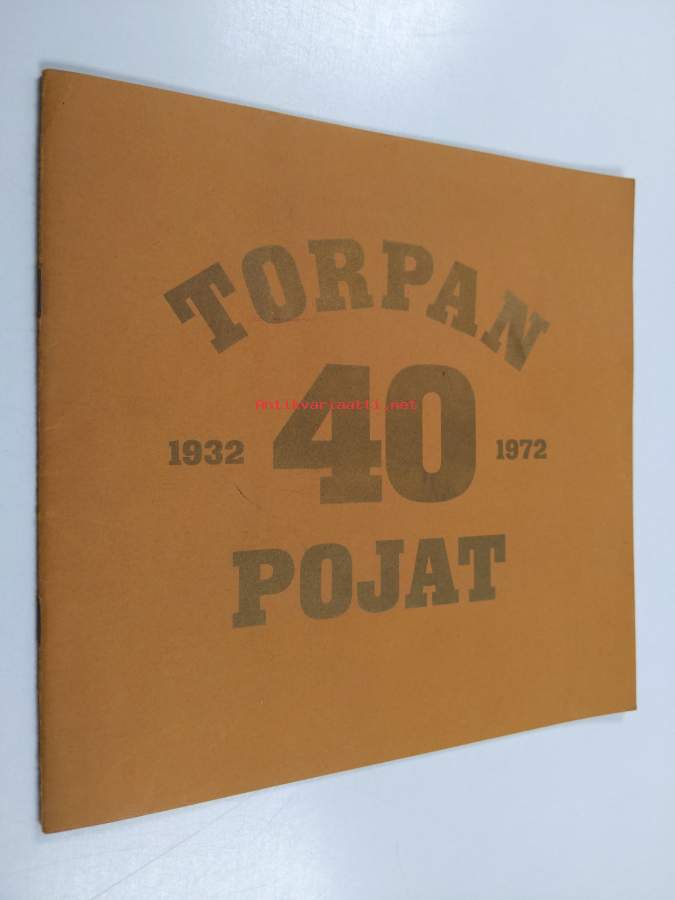 TORPAN
1932 40 1972
Antikvariaatti.net
POJAT